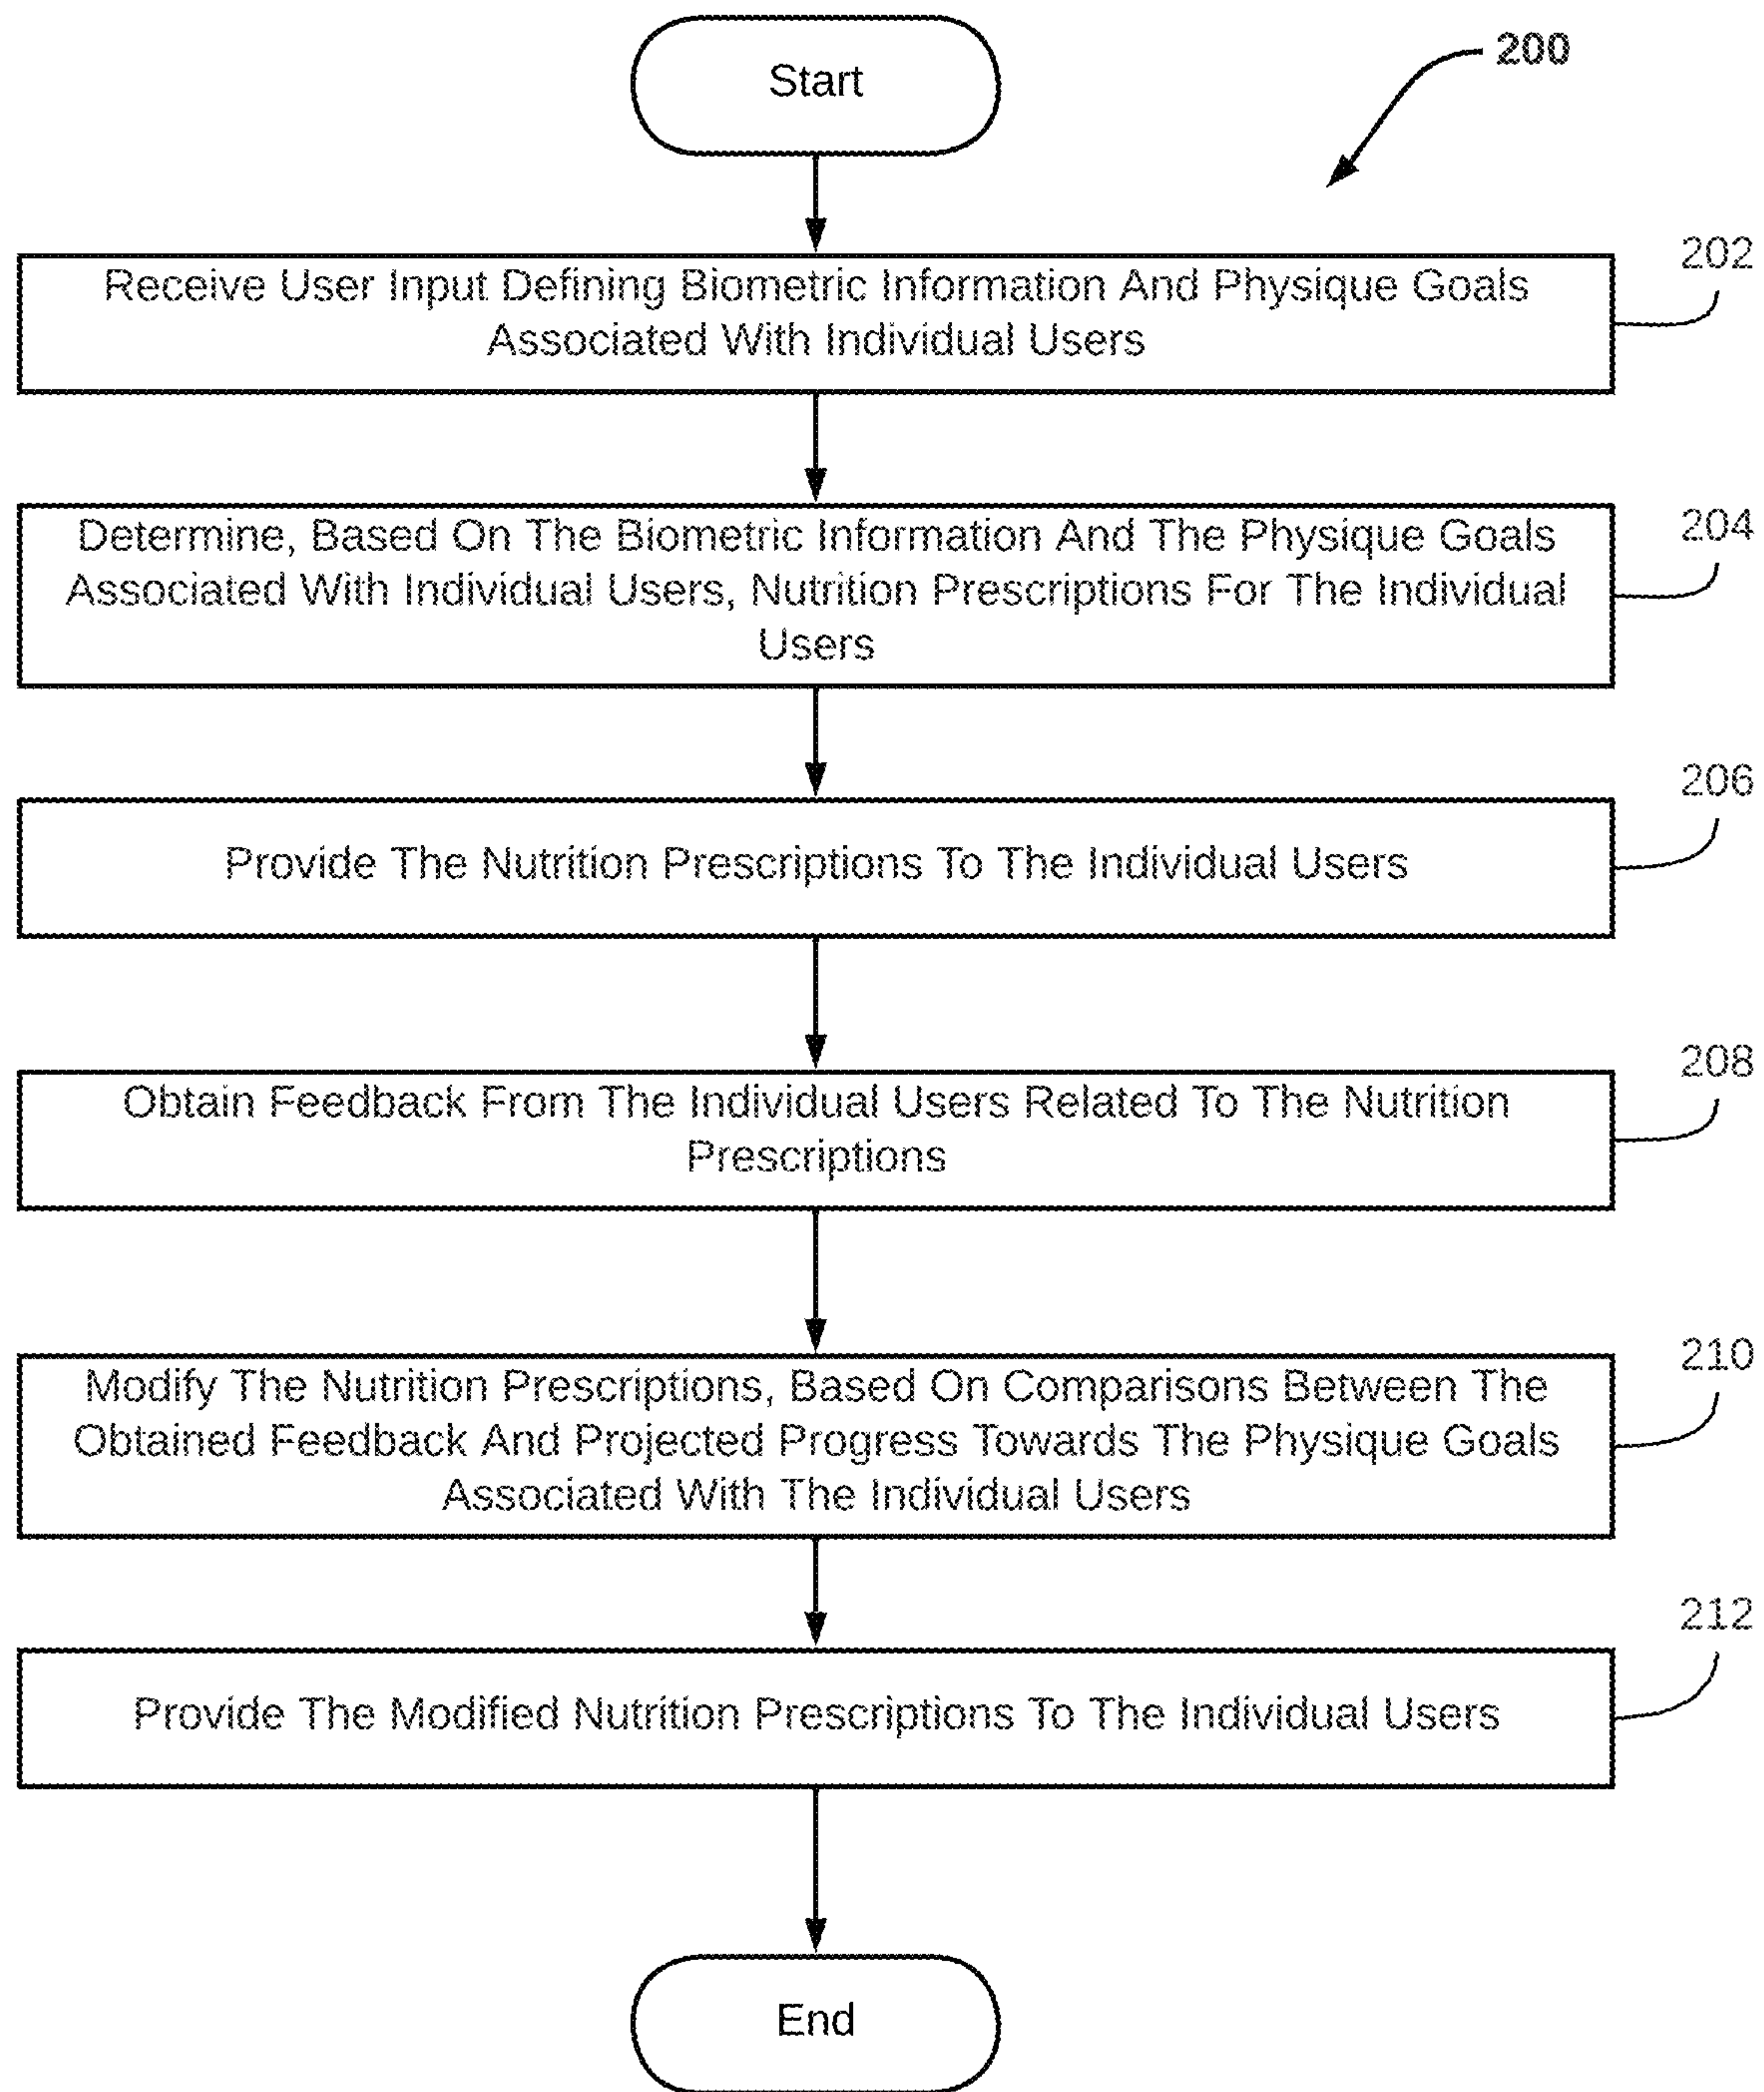 Start
200
202
Receive User Input Defining Biometric Information And Physique Goals
Associated With Individual Users
204
Determine, Based On The Biometric Information And The Physique Goals
Associated With Individual Users, Nutrition Prescriptions For The Individual
Users
206
Provide The Nutrition Prescriptions To The Individual Users
208
Obtain Feedback From The Individual Users Related To The Nutrition
Prescriptions
210
Modify The Nutrition Prescriptions, Based On Comparisons Between The
Obtained Feedback And Projected Progress Towards The Physique Goals
Associated With The Individual Users
212
Provide The Modified Nutrition Prescriptions To The Individual Users
End